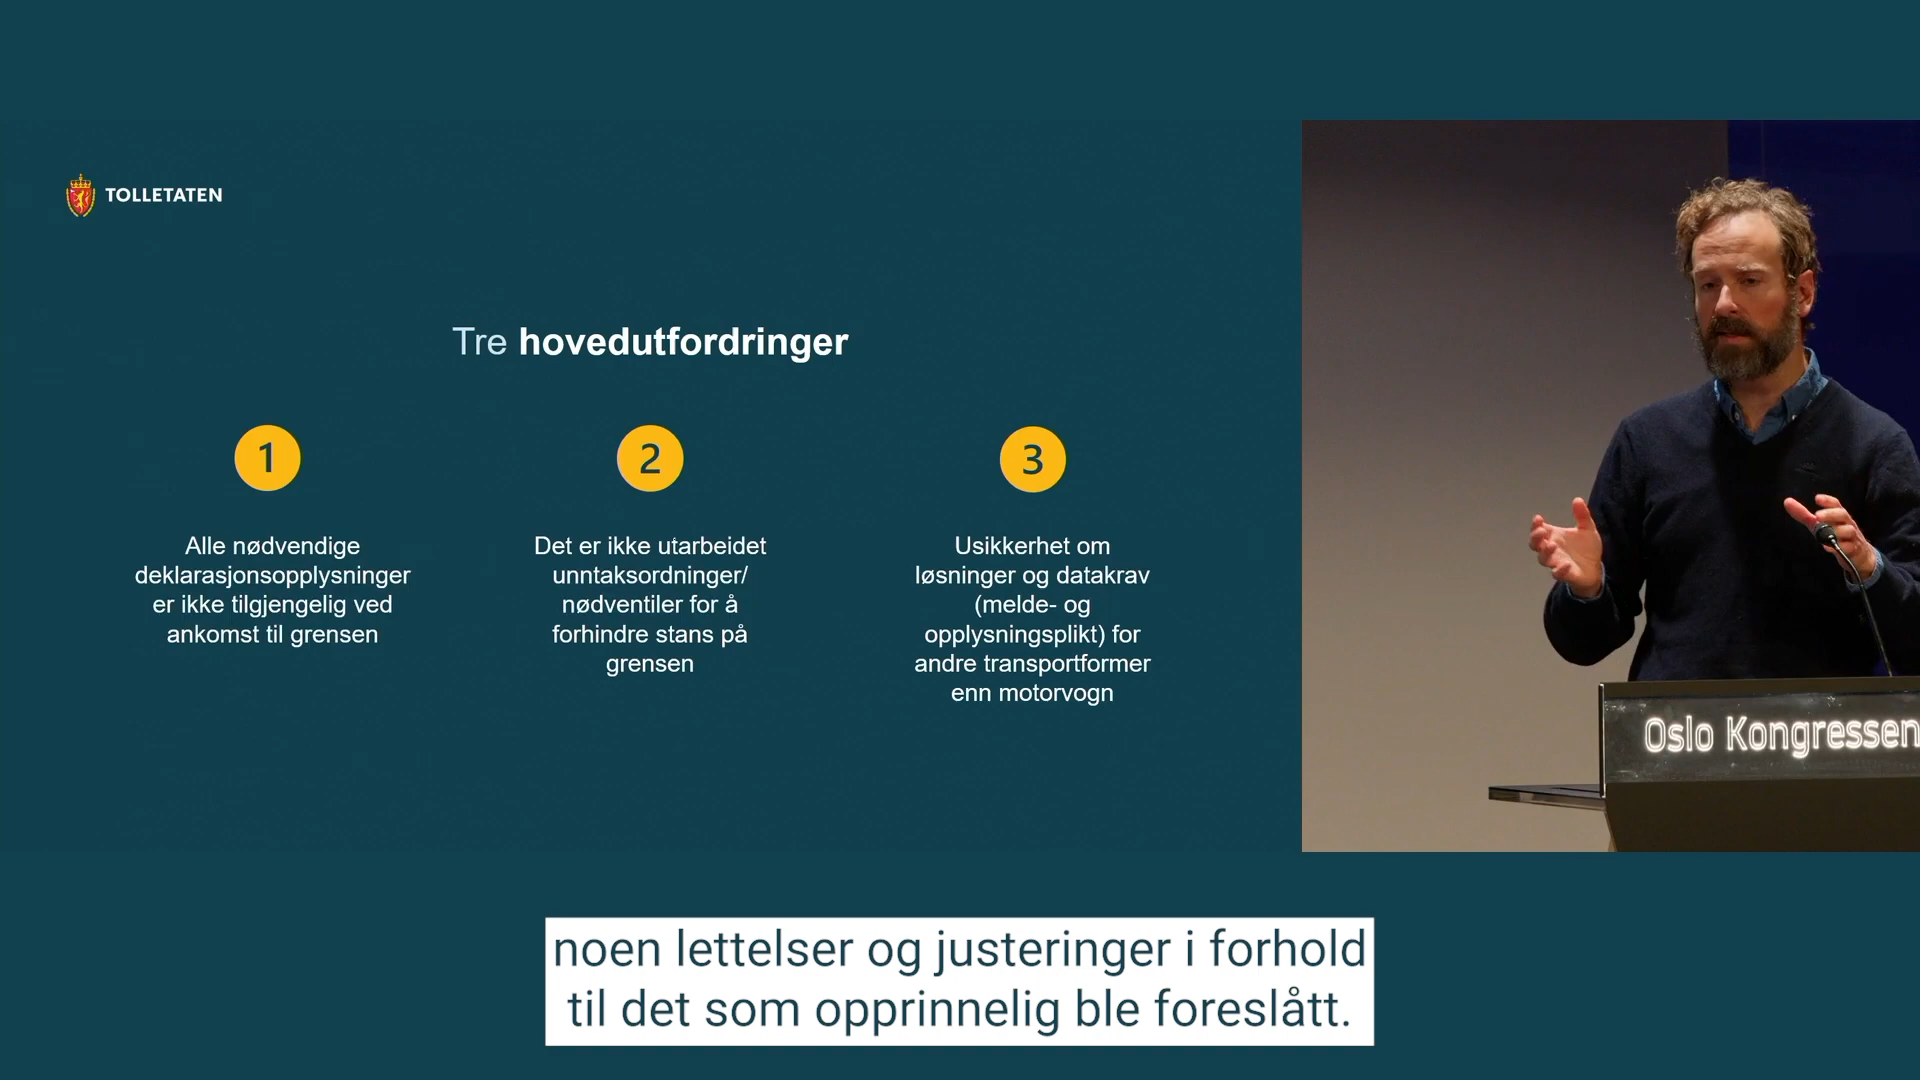 TOLLETATEN
Tre hovedutfordringer
1
Alle nødvendige
deklarasjonsopplysninger
er ikke tilgjengelig ved
ankomst til grensen
2
Det er ikke utarbeidet
unntaksordninger/
nødventiler for å
forhindre stans på
grensen
3
Usikkerhet om
løsninger og datakrav
(melde- og
opplysningsplikt) for
andre transportformer
enn motorvogn
Oslo Kongressen
noen lettelser og justeringer i forhold
til det som opprinnelig ble foreslått.